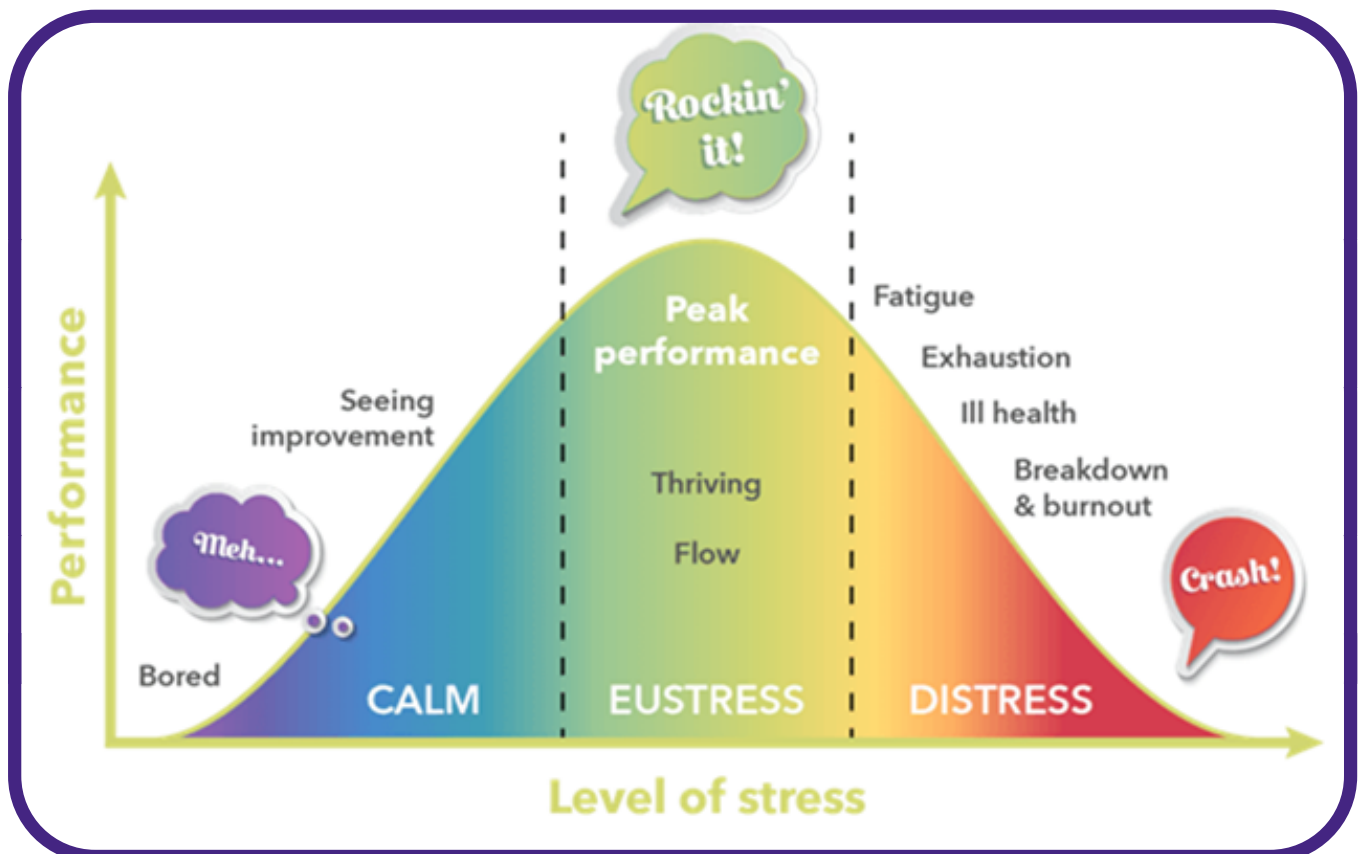 Rockin'
it!
Peak
performance
Fatigue
Exhaustion
Seeing
improvement
Ill health
Thriving
Breakdown
& burnout
Meh...
Flow
Crash!
Bored
CALM
EUSTRESS
DISTRESS
Performance
Level of stress